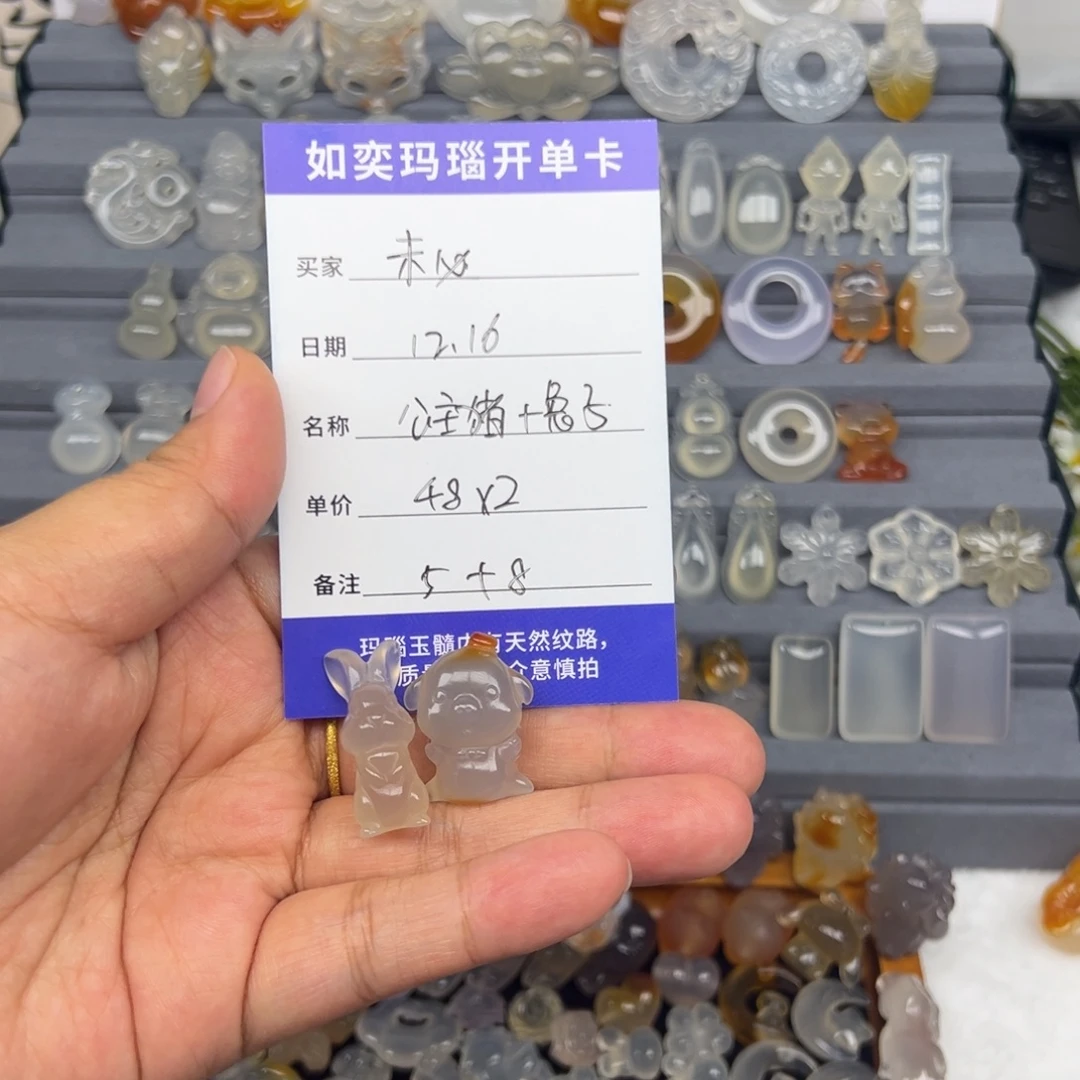 如奕玛瑙开单卡
买家
日期 12.16
名称 公主猪+兔子
单价 48x2
备注 5+8
玛瑙玉髓内有天然纹路，
质 介意慎拍